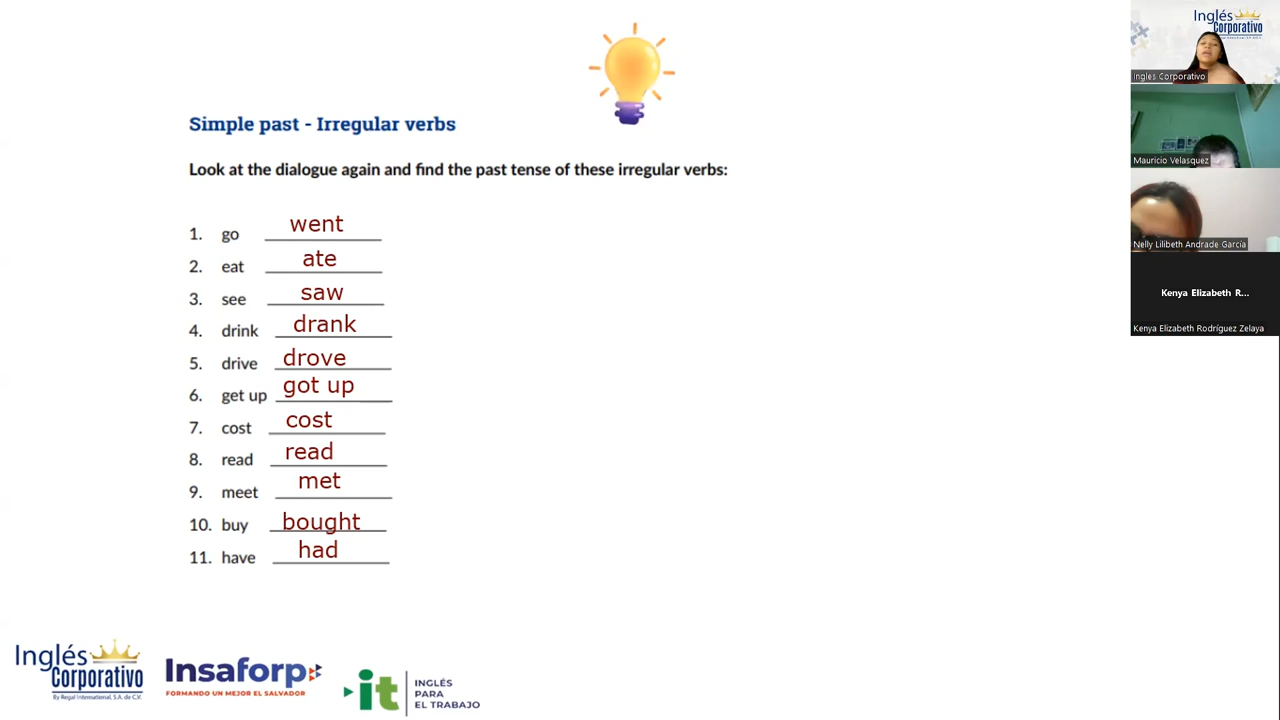 Simple past - Irregular verbs
Look at the dialogue again and find the past tense of these irregular verbs:
1. go went
2. eat ate
3. see saw
4. drink drank
5. drive drove
6. get up got up
7. cost cost
8. read read
9. meet met
10. buy bought
11. have had
Inglés
Corporativo
By Regal International, S.A. de C.V.
Insaforp
FORMANDO UN MEJOR EL SALVADOR
it
INGLÉS
PARA
EL TRABAJO
Inglés
Corporativo
Ingles Corporativo
Mauricio Velasquez
Nelly Lilibeth Andrade García
Kenya Elizabeth R...
Kenya Elizabeth Rodríguez Zelaya